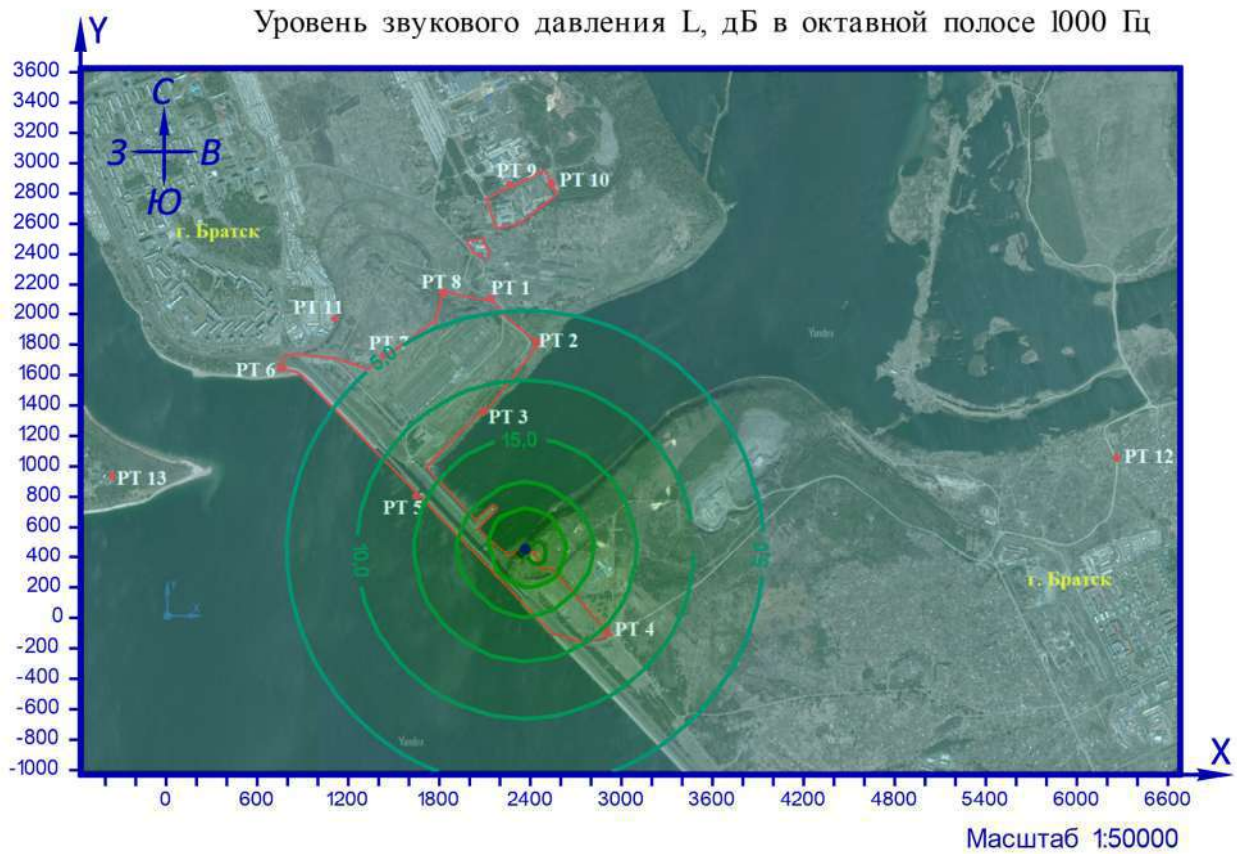 Уровень звукового давления L, дБ в октавной полосе 1000 Гц
Y
3600
3400
3200
3000
2800
2600
2400
2200
2000
1800
1600
1400
1200
1000
800
600
400
200
0
-200
-400
-600
-800
-1000
С
З В
Ю
г. Братск
РТ 9
РТ 10
РТ 8
РТ 1
РТ 11
РТ 7
РТ 2
РТ 6
5.0
РТ 3
15.0
РТ 12
РТ 13
РТ 5
10.0
5.0
г. Братск
РТ 4
Yandex
Yandex
Y
X
X
0 600 1200 1800 2400 3000 3600 4200 4800 5400 6000 6600
Масштаб 1:50000